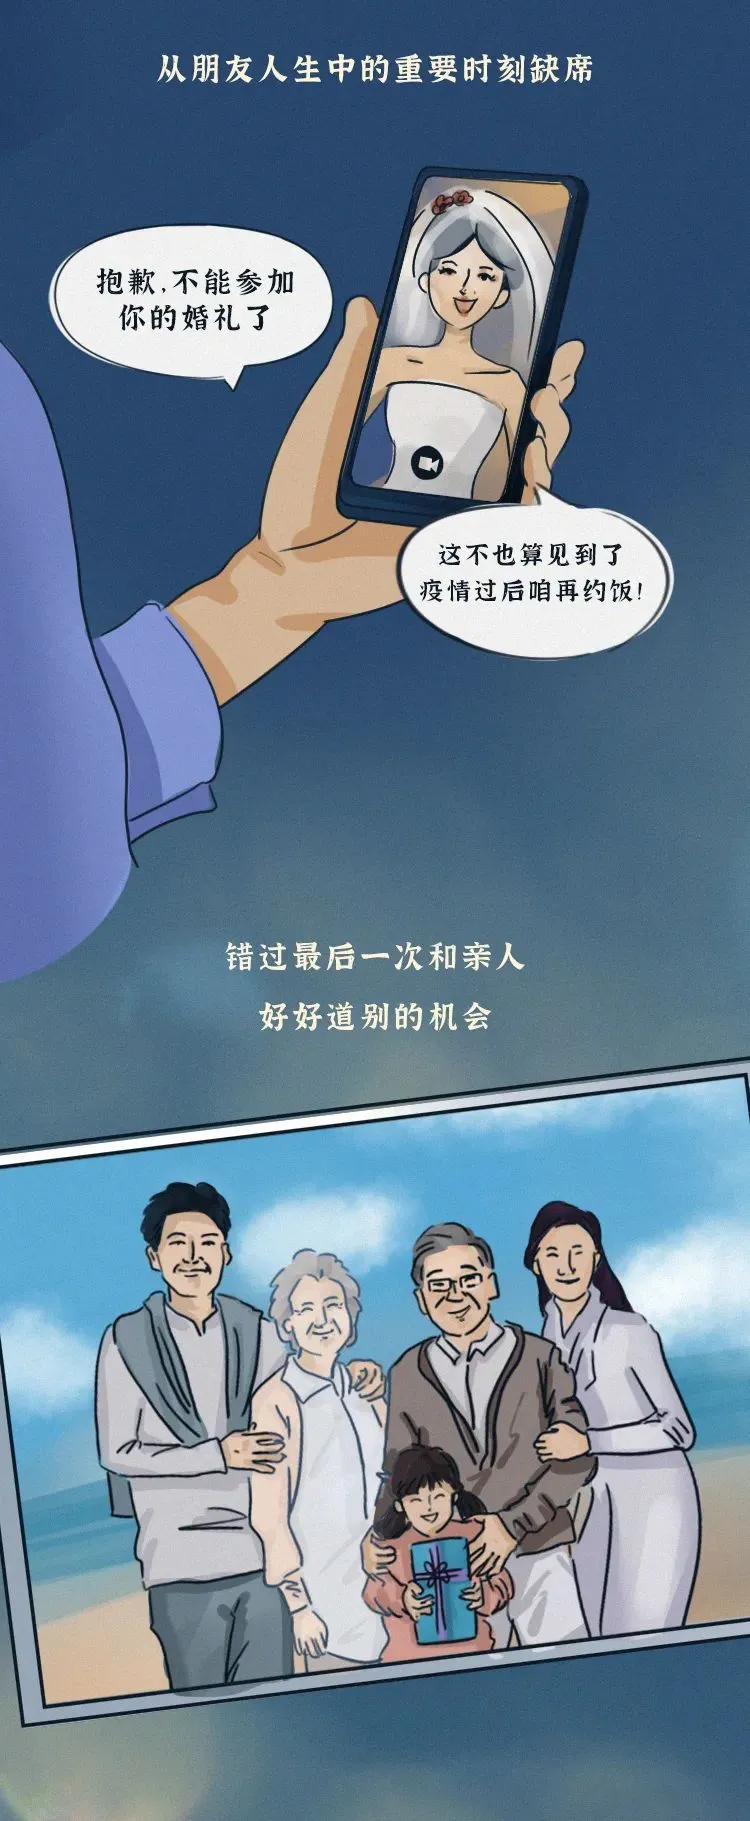 从朋友人生中的重要时刻缺席
抱歉,不能参加
你的婚礼了
这不也算见到了
疫情过后咱再约饭!
错过最后一次和亲人
好好道别的机会